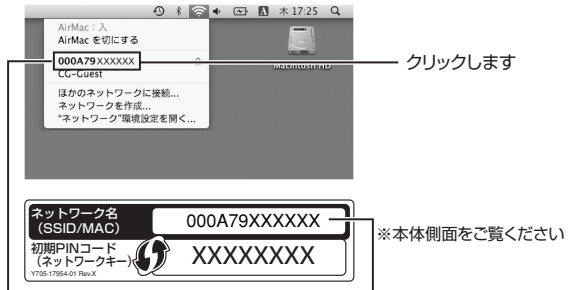 木 17:25
AirMac：入
AirMac を切にする
000A79XXXXXX
CG-Guest
ほかのネットワークに接続...
ネットワークを作成...
"ネットワーク"環境設定を開く...
Macintosh HD
クリックします
ネットワーク名
（SSID/MAC）
000A79XXXXXX
※本体側面をご覧ください
初期PINコード
（ネットワークキー）
XXXXXXXX
Y705-17954-01 Rev.X